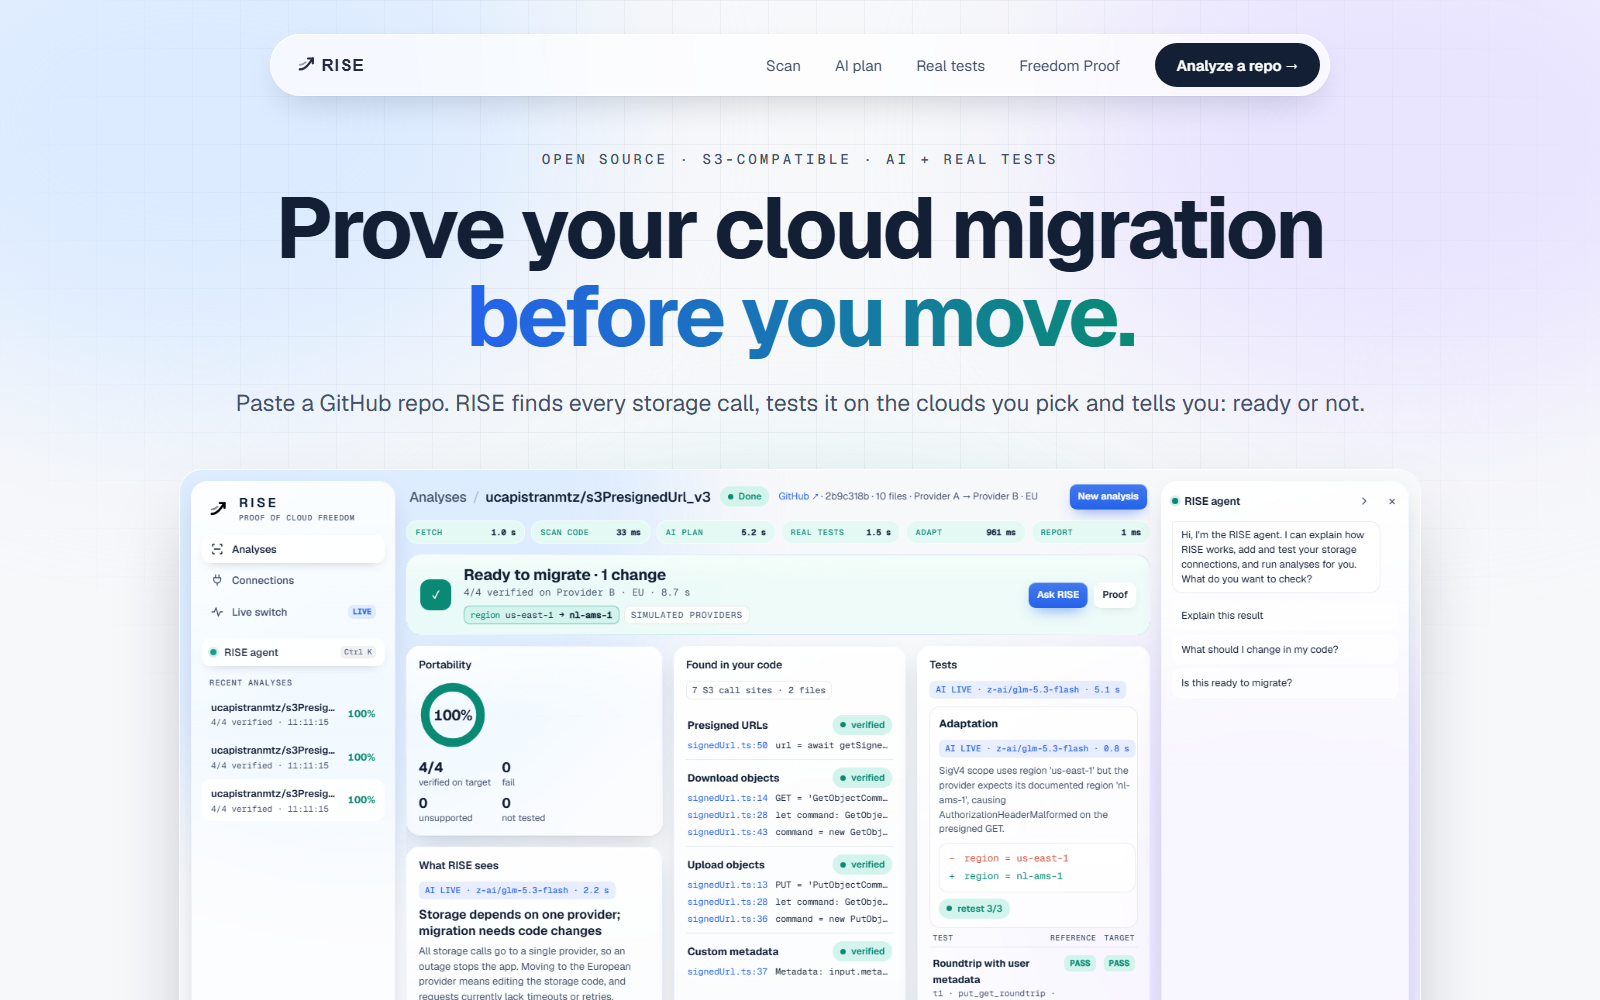 RISE
Scan
AI plan
Real tests
Freedom Proof
Analyze a repo →
OPEN SOURCE · S3-COMPATIBLE · AI + REAL TESTS
Prove your cloud migration
before you move.
Paste a GitHub repo. RISE finds every storage call, tests it on the clouds you pick and tells you: ready or not.
RISE
PROOF OF CLOUD FREEDOM
Analyses
Connections
Live switch LIVE
RISE agent Ctrl K
RECENT ANALYSES
ucapistranmtz/s3Presig… 100%
4/4 verified · 11:11:15
ucapistranmtz/s3Presig… 100%
4/4 verified · 11:11:15
ucapistranmtz/s3Presig… 100%
4/4 verified · 11:11:15
Analyses / ucapistranmtz/s3PresignedUrl_v3 Done GitHub ↗ · 2b9c318b · 10 files · Provider A → Provider B · EU New analysis
FETCH 1.0 s
SCAN CODE 33 ms
AI PLAN 5.2 s
REAL TESTS 1.5 s
ADAPT 961 ms
REPORT 1 ms
✓
Ready to migrate · 1 change
4/4 verified on Provider B · EU · 8.7 s
region us-east-1 → nl-ams-1 SIMULATED PROVIDERS
Ask RISE Proof
Portability
100%
4/4 verified on target
0 fail
0 unsupported
0 not tested
What RISE sees
AI LIVE · z-ai/glm-5.3-flash · 2.2 s
Storage depends on one provider;
migration needs code changes
All storage calls go to a single provider, so an
outage stops the app. Moving to the European
provider means editing the storage code, and
requests currently lack timeouts or retries.
Found in your code
7 S3 call sites · 2 files
Presigned URLs verified
signedUrl.ts:50 url = await getSigne…
Download objects verified
signedUrl.ts:14 GET = 'GetObjectComm…
signedUrl.ts:28 let command: GetObje…
signedUrl.ts:43 command = new GetObj…
Upload objects verified
signedUrl.ts:13 PUT = 'PutObjectComm…
signedUrl.ts:28 let command: GetObje…
signedUrl.ts:36 command = new PutObj…
Custom metadata verified
signedUrl.ts:37 Metadata: input.meta…
Tests
AI LIVE · z-ai/glm-5.3-flash · 5.1 s
Adaptation
AI LIVE · z-ai/glm-5.3-flash · 0.8 s
SigV4 scope uses region 'us-east-1' but the
provider expects its documented region 'nl-
ams-1', causing
AuthorizationHeaderMalformed on the
presigned GET.
− region = us-east-1
+ region = nl-ams-1
retest 3/3
TEST REFERENCE TARGET
Roundtrip with user PASS PASS
metadata
t1 · put_get_roundtrip ·
RISE agent › ×
Hi, I'm the RISE agent. I can explain how
RISE works, add and test your storage
connections, and run analyses for you.
What do you want to check?
Explain this result
What should I change in my code?
Is this ready to migrate?